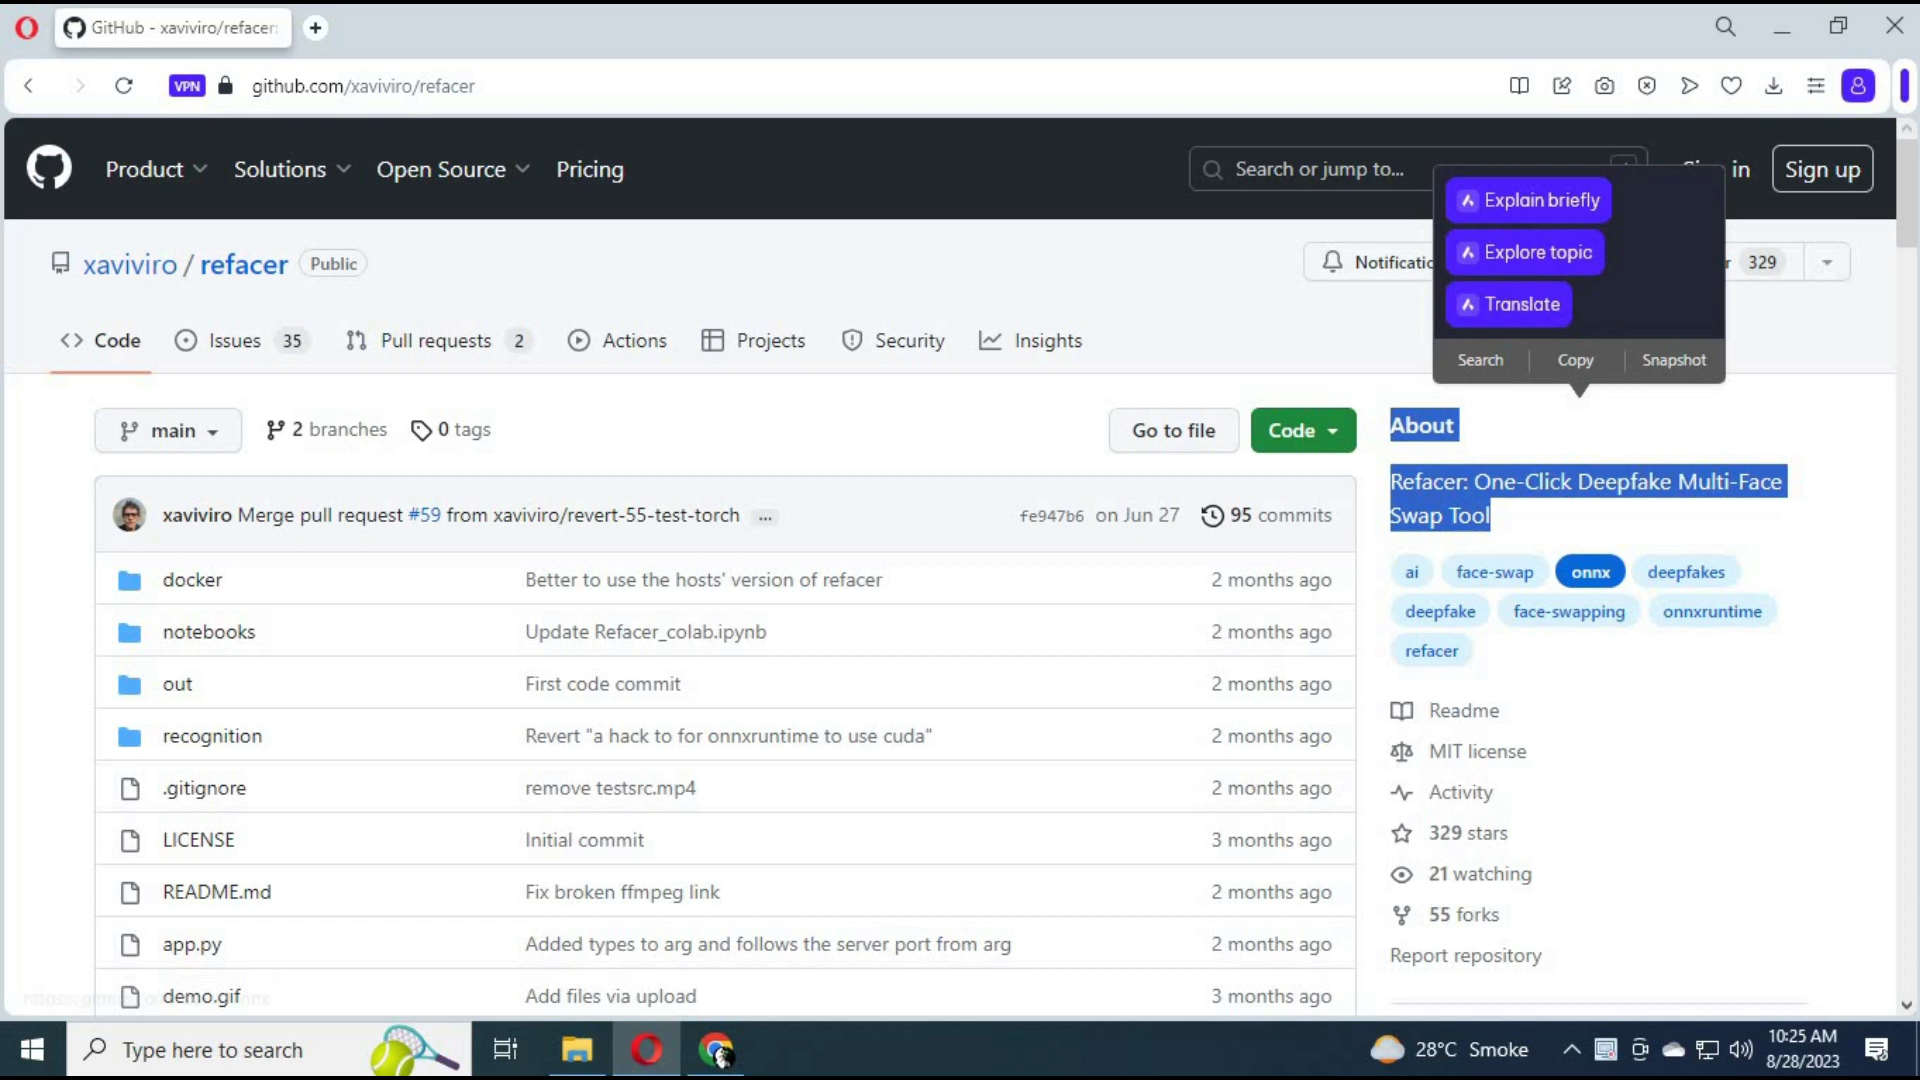 GitHub - xaviviro/refacer:
VPN github.com/xaviviro/refacer
Product Solutions Open Source Pricing Search or jump to... in Sign up
Explain briefly
Explore topic
Translate
Search Copy Snapshot
xaviviro / refacer Public Notificatio r 329
Code Issues 35 Pull requests 2 Actions Projects Security Insights
main 2 branches 0 tags Go to file Code
About
Refacer: One-Click Deepfake Multi-Face
Swap Tool
ai face-swap onnx deepfakes
deepfake face-swapping onnxruntime
refacer
Readme
MIT license
Activity
329 stars
21 watching
55 forks
Report repository
xaviviro Merge pull request #59 from xaviviro/revert-55-test-torch ... fe947b6 on Jun 27 95 commits
docker Better to use the hosts' version of refacer 2 months ago
notebooks Update Refacer_colab.ipynb 2 months ago
out First code commit 2 months ago
recognition Revert "a hack to for onnxruntime to use cuda" 2 months ago
.gitignore remove testsrc.mp4 2 months ago
LICENSE Initial commit 3 months ago
README.md Fix broken ffmpeg link 2 months ago
app.py Added types to arg and follows the server port from arg 2 months ago
demo.gif Add files via upload 3 months ago
Type here to search 28°C Smoke 10:25 AM
8/28/2023